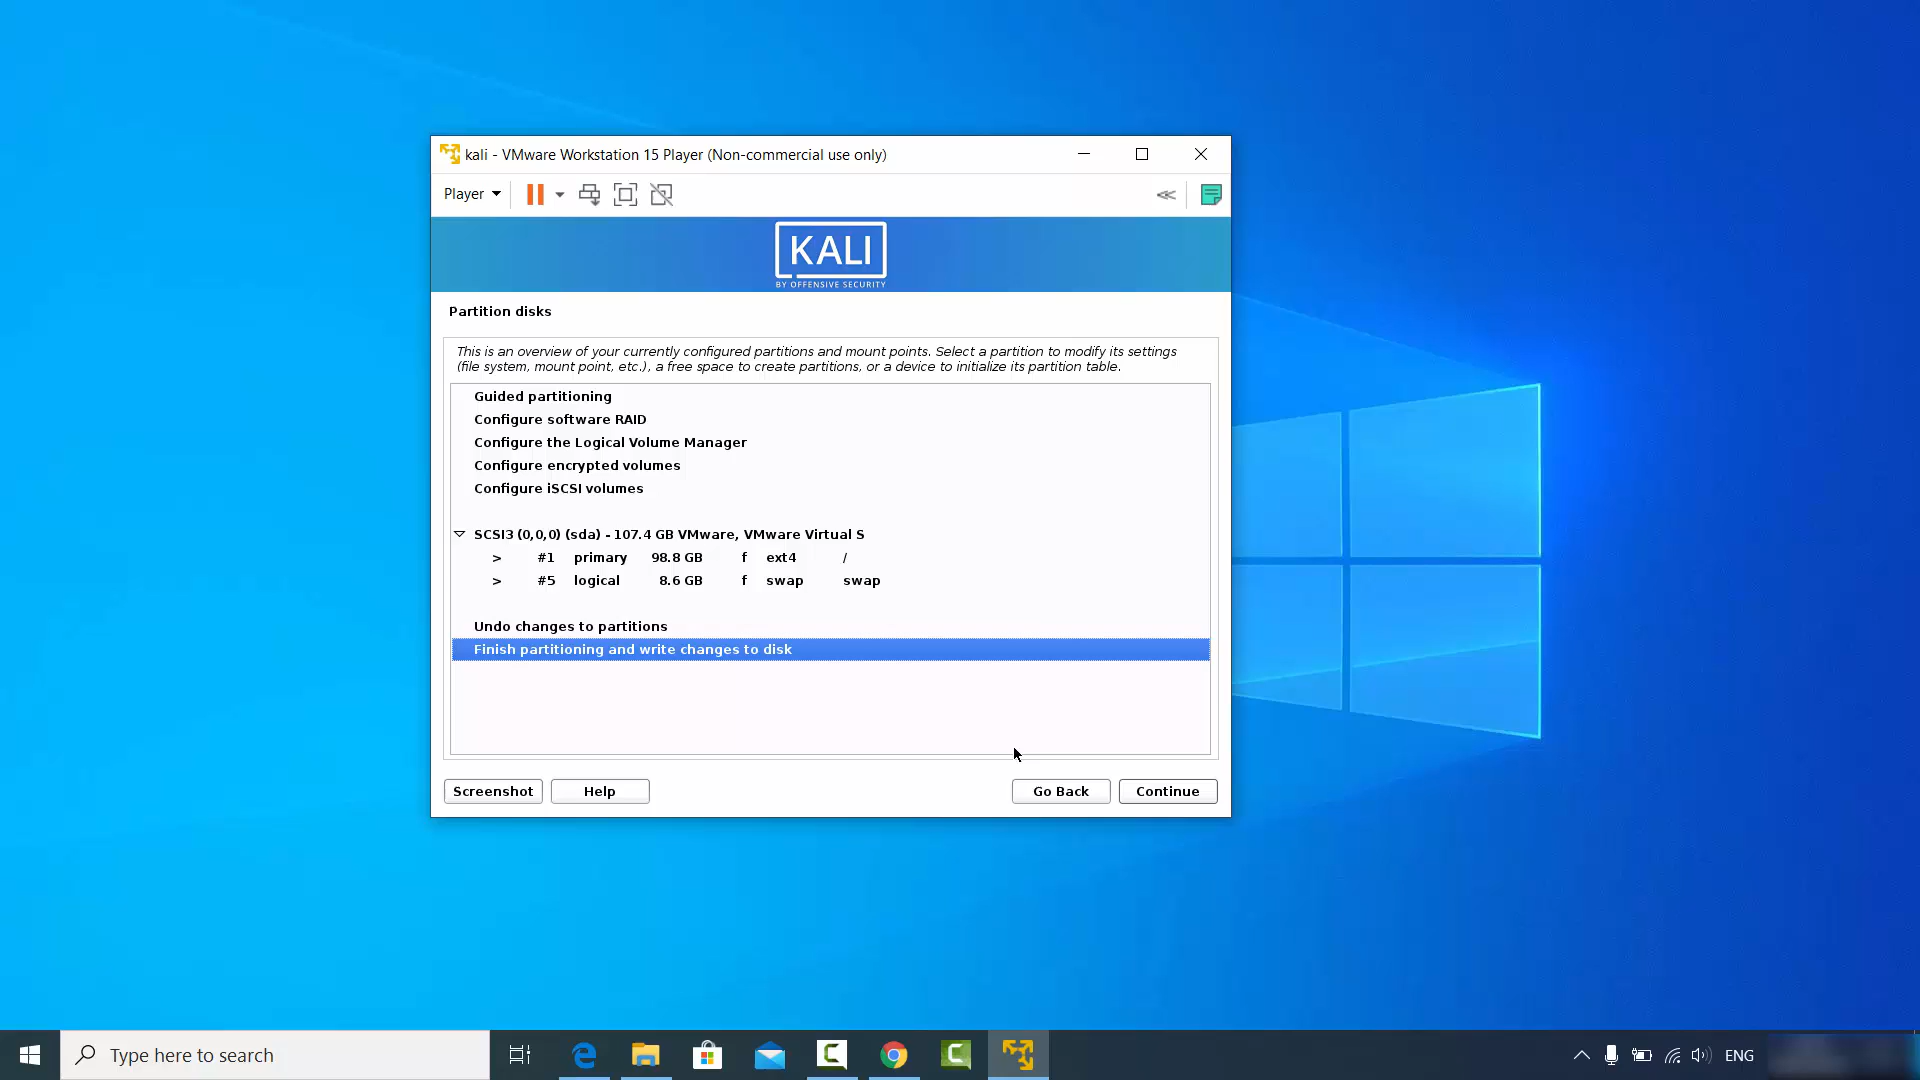 kali - VMware Workstation 15 Player (Non-commercial use only)
Player
KALI
BY OFFENSIVE SECURITY
Partition disks
This is an overview of your currently configured partitions and mount points. Select a partition to modify its settings
(file system, mount point, etc.), a free space to create partitions, or a device to initialize its partition table.
Guided partitioning
Configure software RAID
Configure the Logical Volume Manager
Configure encrypted volumes
Configure iSCSI volumes
SCSI3 (0,0,0) (sda) - 107.4 GB VMware, VMware Virtual S
> #1 primary 98.8 GB f ext4 /
> #5 logical 8.6 GB f swap swap
Undo changes to partitions
Finish partitioning and write changes to disk
Screenshot Help Go Back Continue
Type here to search ENG